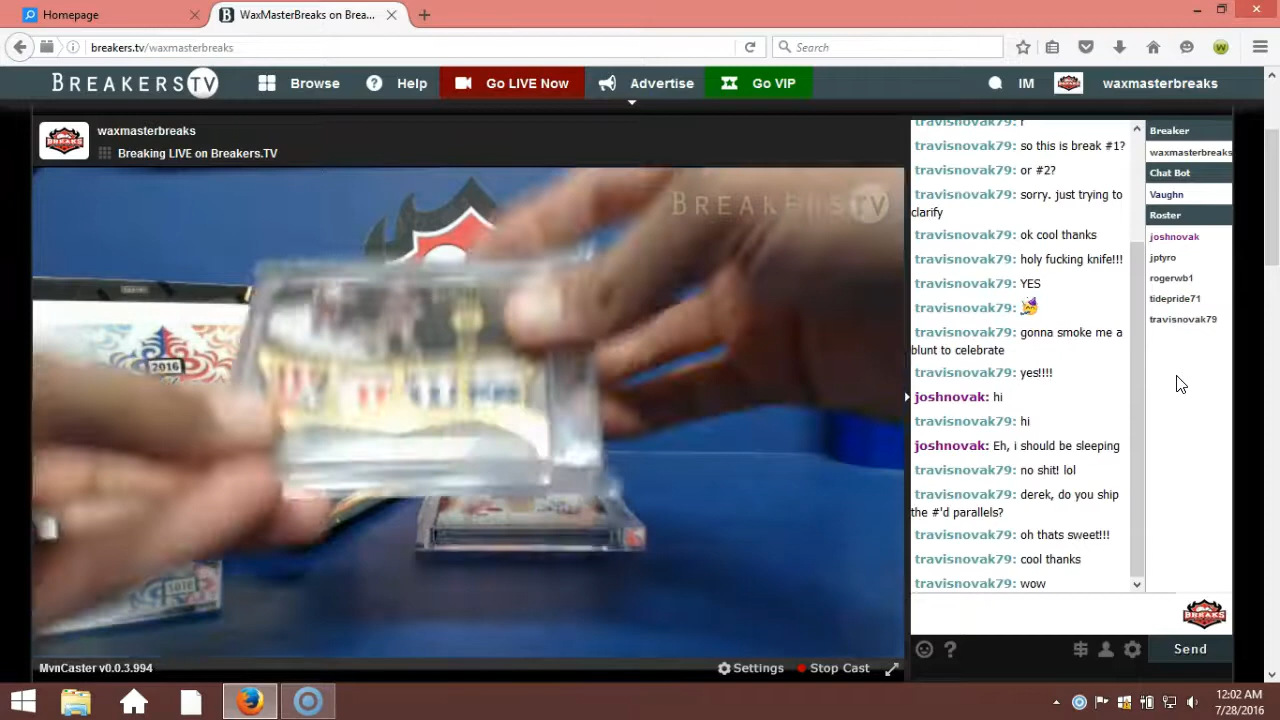 Homepage
WaxMasterBreaks on Brea...
breakers.tv/waxmasterbreaks
Search
BREAKERS TV
Browse
Help
Go LIVE Now
Advertise
Go VIP
IM
waxmasterbreaks
waxmasterbreaks
Breaking LIVE on Breakers.TV
BREAKERS TV
BREAKS
2016
travisnovak79: r
travisnovak79: so this is break #1?
travisnovak79: or #2?
travisnovak79: sorry. just trying to
clarify
travisnovak79: ok cool thanks
travisnovak79: holy fucking knife!!!
travisnovak79: YES
travisnovak79: 🥳
travisnovak79: gonna smoke me a
blunt to celebrate
travisnovak79: yes!!!!
joshnovak: hi
travisnovak79: hi
joshnovak: Eh, i should be sleeping
travisnovak79: no shit! lol
travisnovak79: derek, do you ship
the #'d parallels?
travisnovak79: oh thats sweet!!!
travisnovak79: cool thanks
travisnovak79: wow
Breaker
waxmasterbreaks
Chat Bot
Vaughn
Roster
joshnovak
jptyro
rogerwb1
tidepride71
travisnovak79
BREAKS
Send
MvnCaster v0.0.3.994
Settings
Stop Cast
12:02 AM
7/28/2016